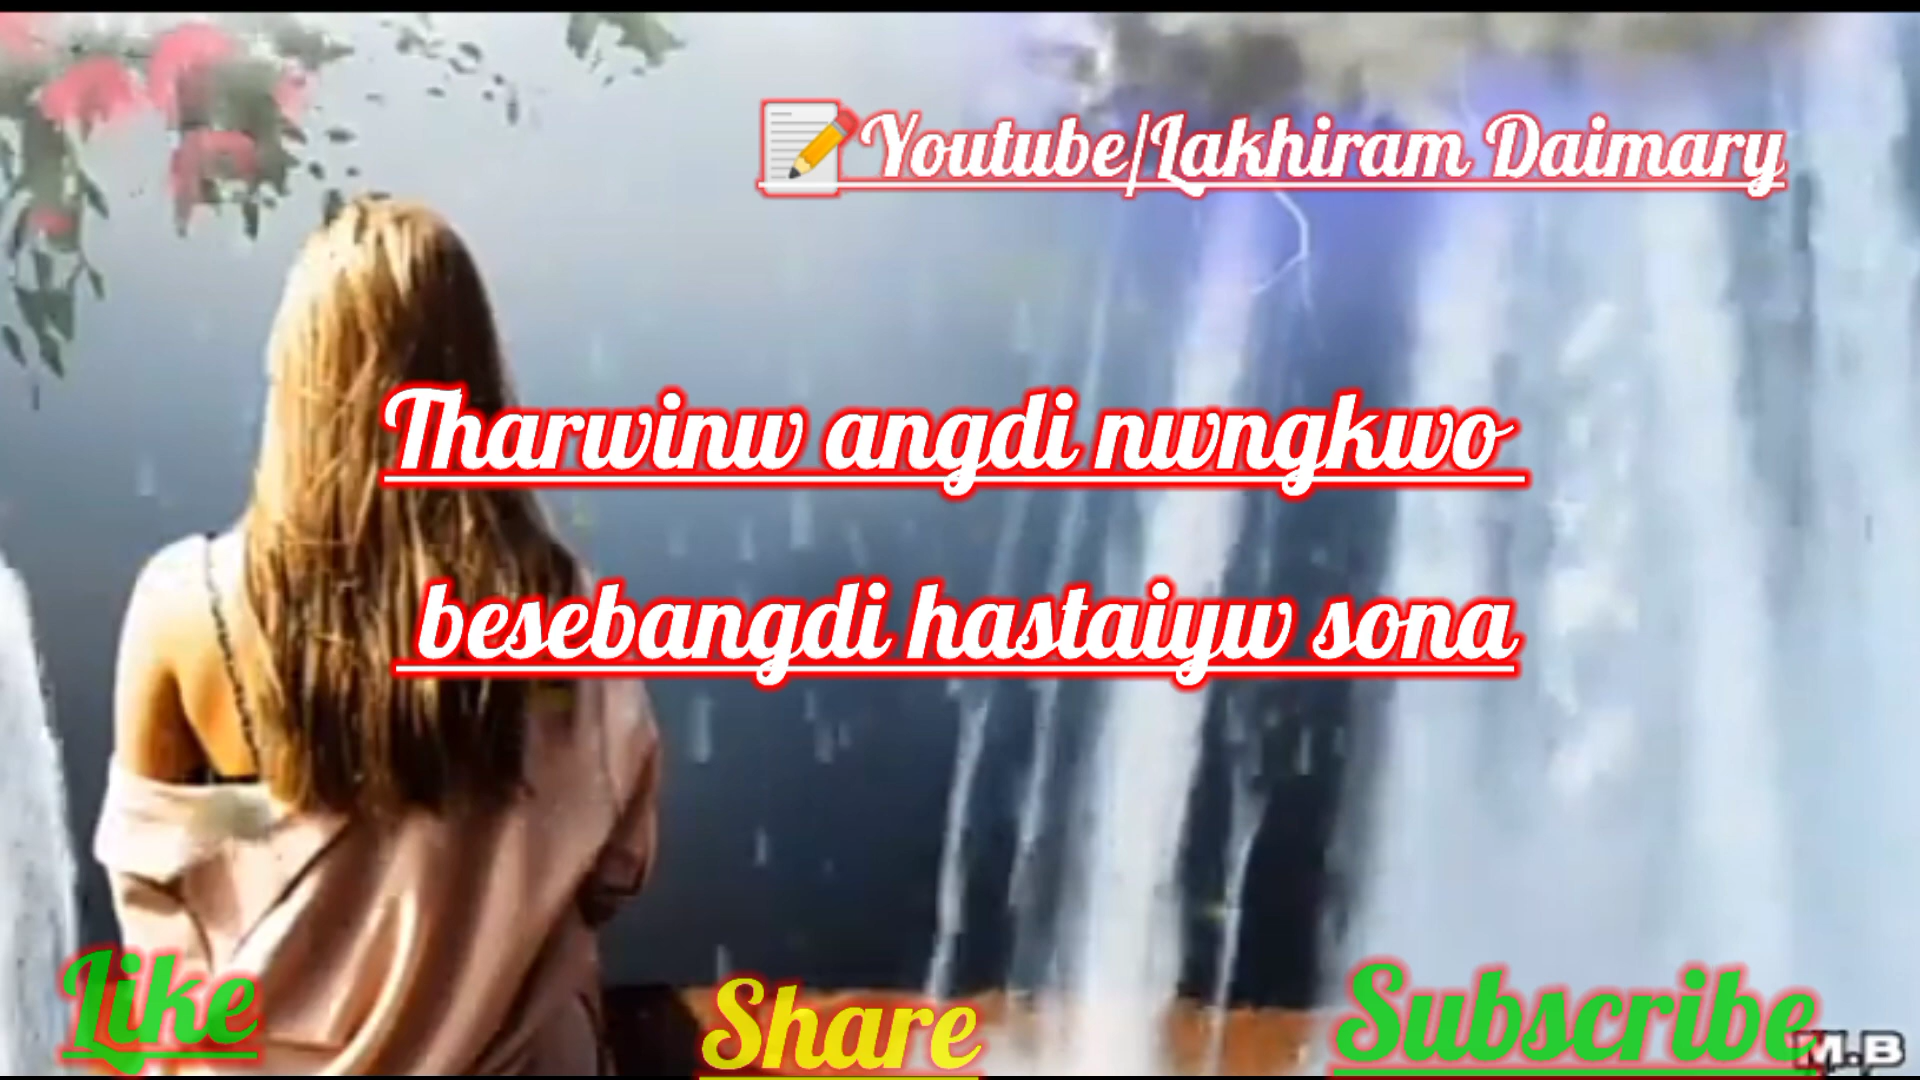 📝Youtube/Lakhiram Daimary
Tharwinw angdi nwngkwo
besebangdi hastaiyw sona
Like
Share
Subscribe
M.B